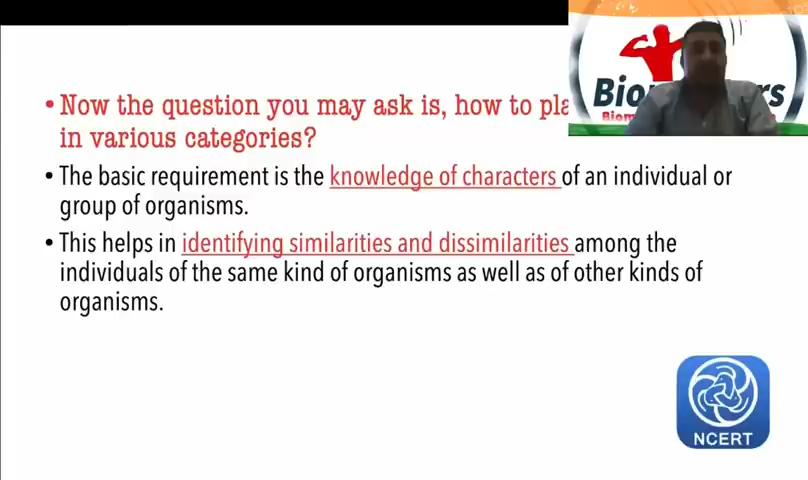 • Now the question you may ask is, how to pla
in various categories?
• The basic requirement is the knowledge of characters of an individual or
group of organisms.
• This helps in identifying similarities and dissimilarities among the
individuals of the same kind of organisms as well as of other kinds of
organisms.
NCERT